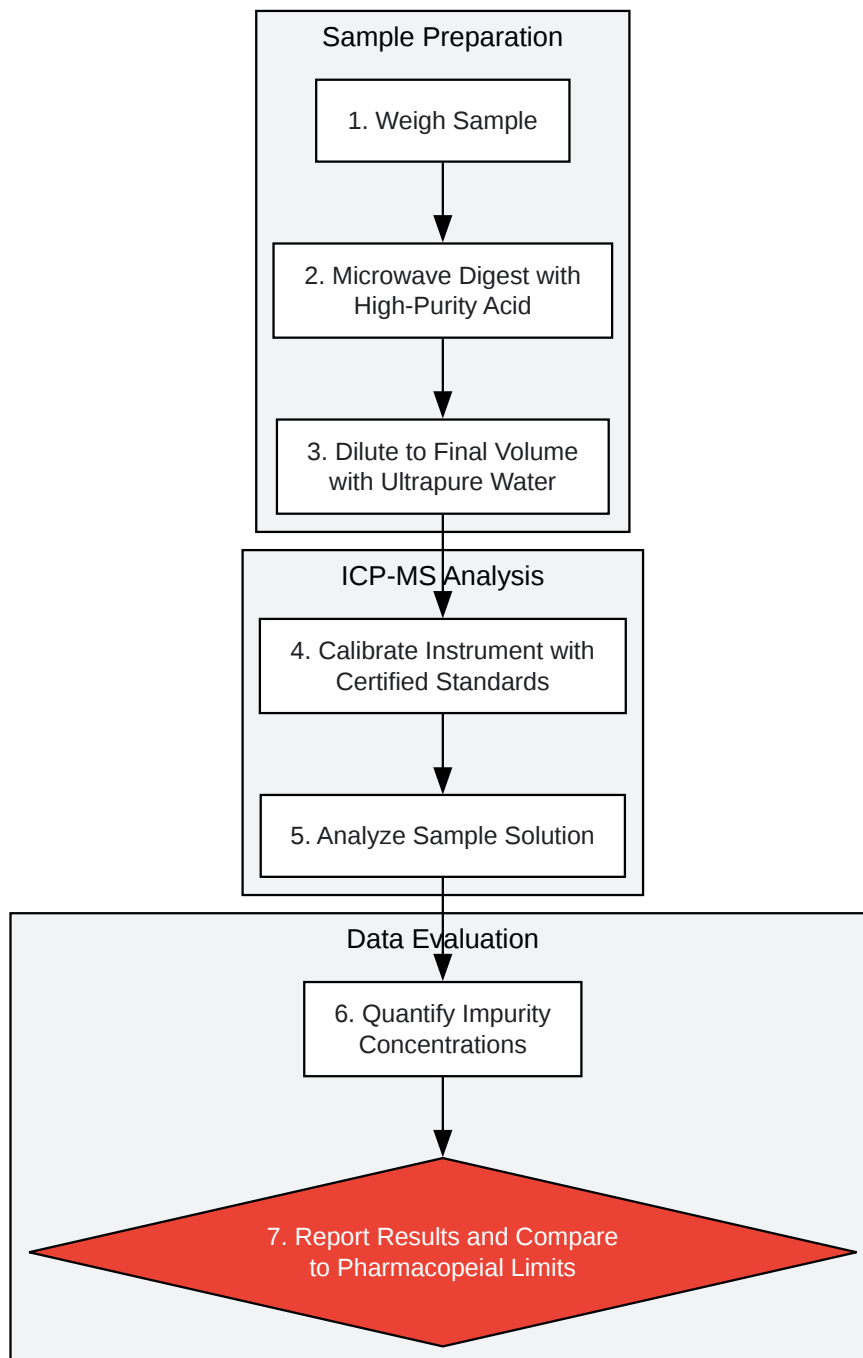 Sample Preparation
1. Weigh Sample
2. Microwave Digest with
High-Purity Acid
3. Dilute to Final Volume
with Ultrapure Water
ICP-MS Analysis
4. Calibrate Instrument with
Certified Standards
5. Analyze Sample Solution
Data Evaluation
6. Quantify Impurity
Concentrations
7. Report Results and Compare
to Pharmacopeial Limits